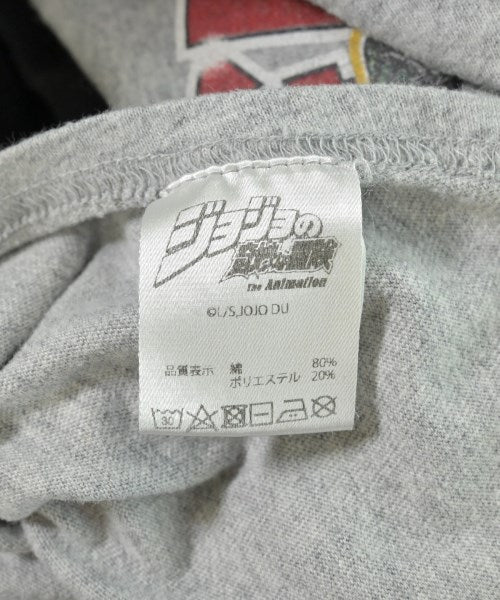 ジョジョの
奇妙な冒険
The Animation
©L/S,JOJO DU
品質表示 綿 80%
ポリエステル 20%
30